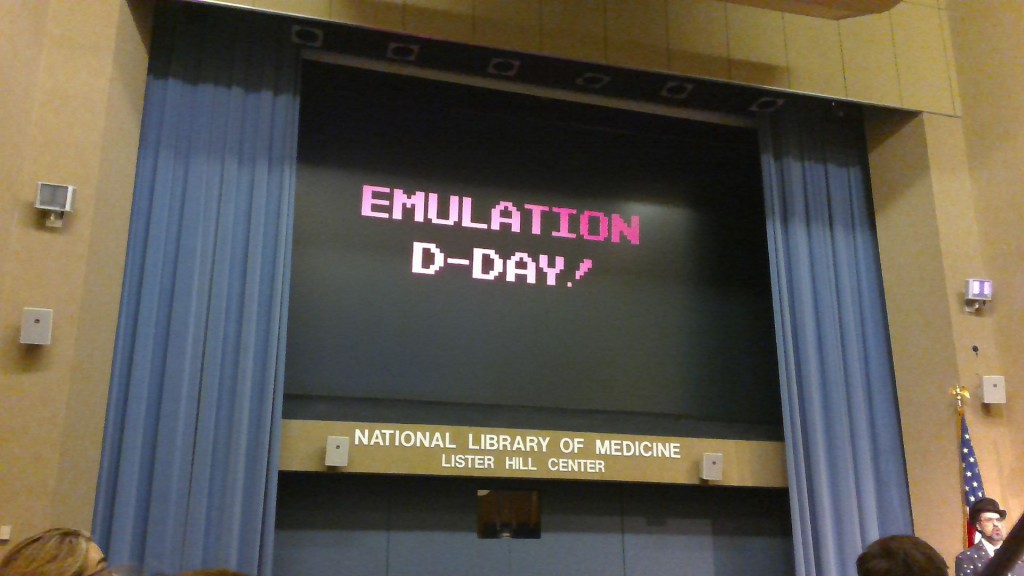 EMULATION
D-DAY!
NATIONAL LIBRARY OF MEDICINE
LISTER HILL CENTER